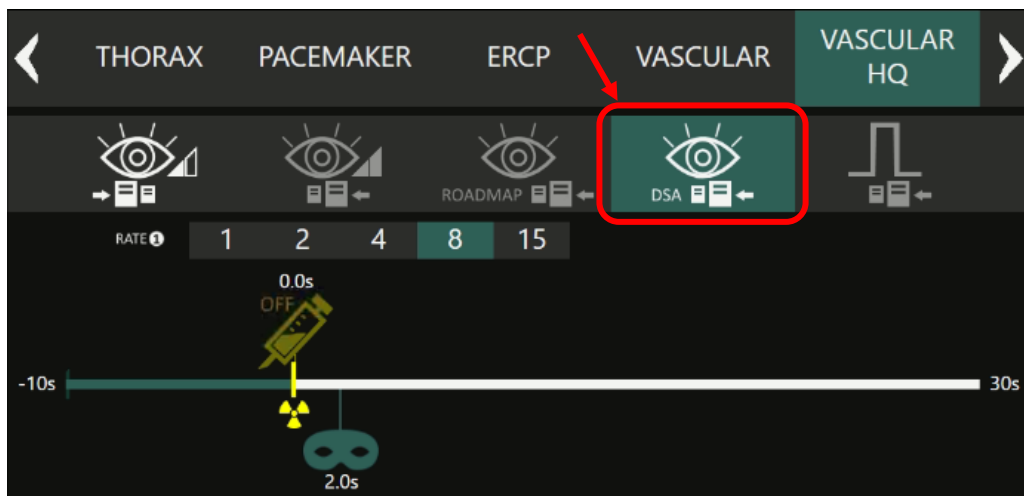 THORAX
PACEMAKER
ERCP
VASCULAR
VASCULAR
HQ
ROADMAP
DSA
RATE 1
1 2 4 8 15
0.0s
OFF
-10s
30s
2.0s